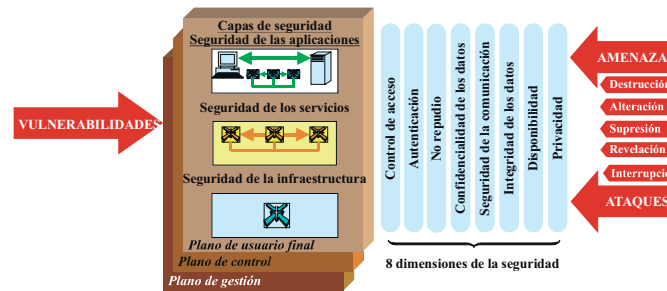 Capas de seguridad
Seguridad de las aplicaciones
Seguridad de los servicios
Seguridad de la infraestructura
Plano de usuario final
Plano de control
Plano de gestión
VULNERABILIDADES
Control de acceso
Autenticación
No repudio
Confidencialidad de los datos
Seguridad de la comunicación
Integridad de los datos
Disponibilidad
Privacidad
8 dimensiones de la seguridad
AMENAZA
Destrucción
Alteración
Supresión
Revelación
Interrupció
ATAQUES